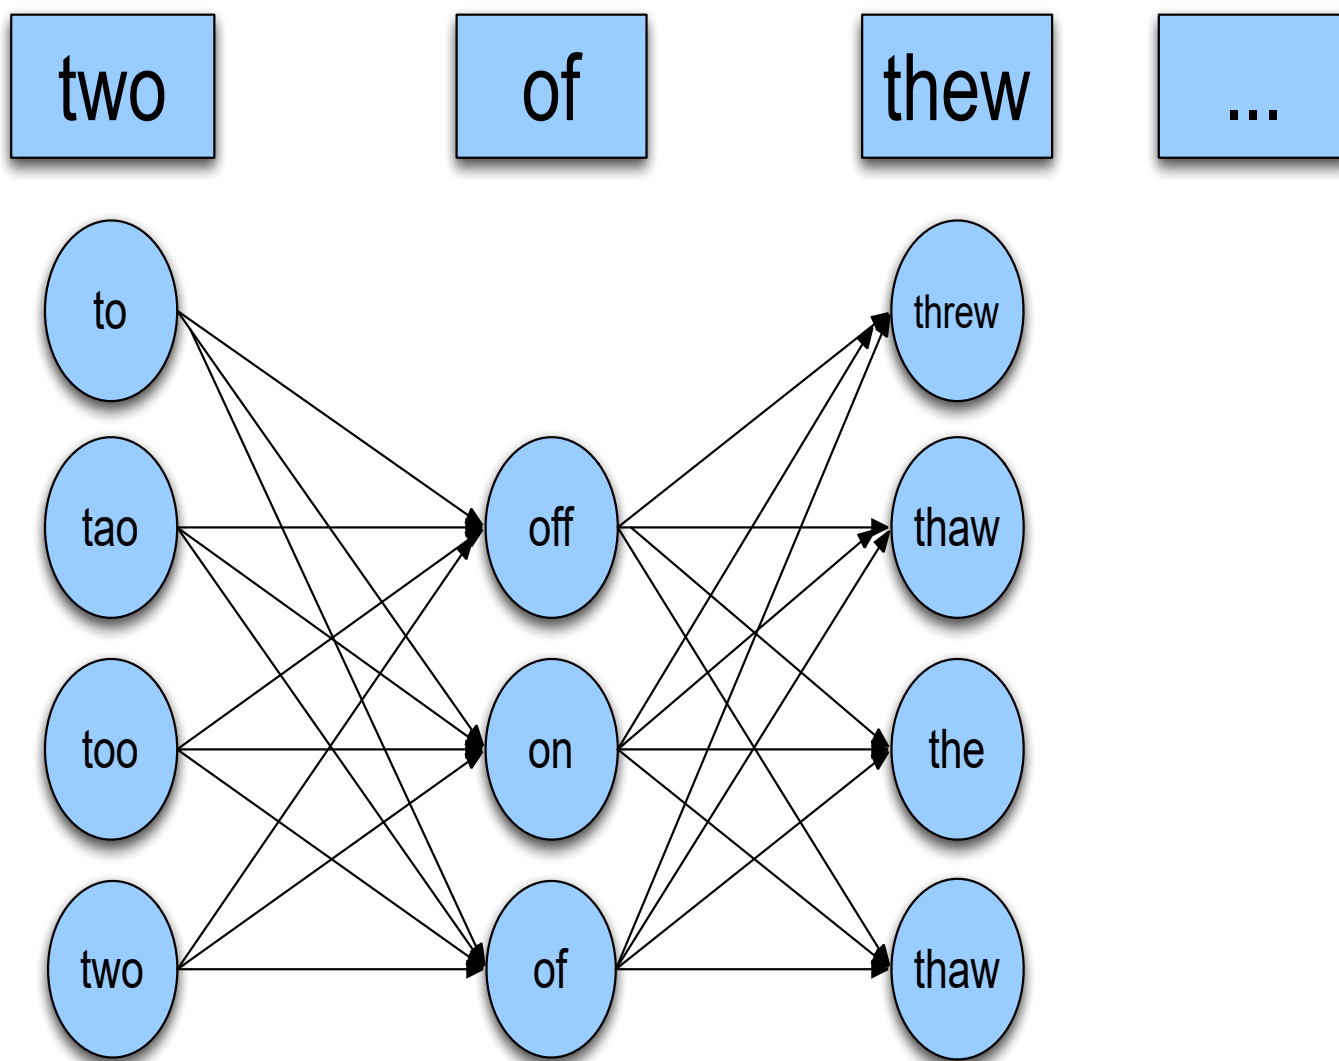 two of thew ...
to threw
tao off thaw
too on the
two of thaw